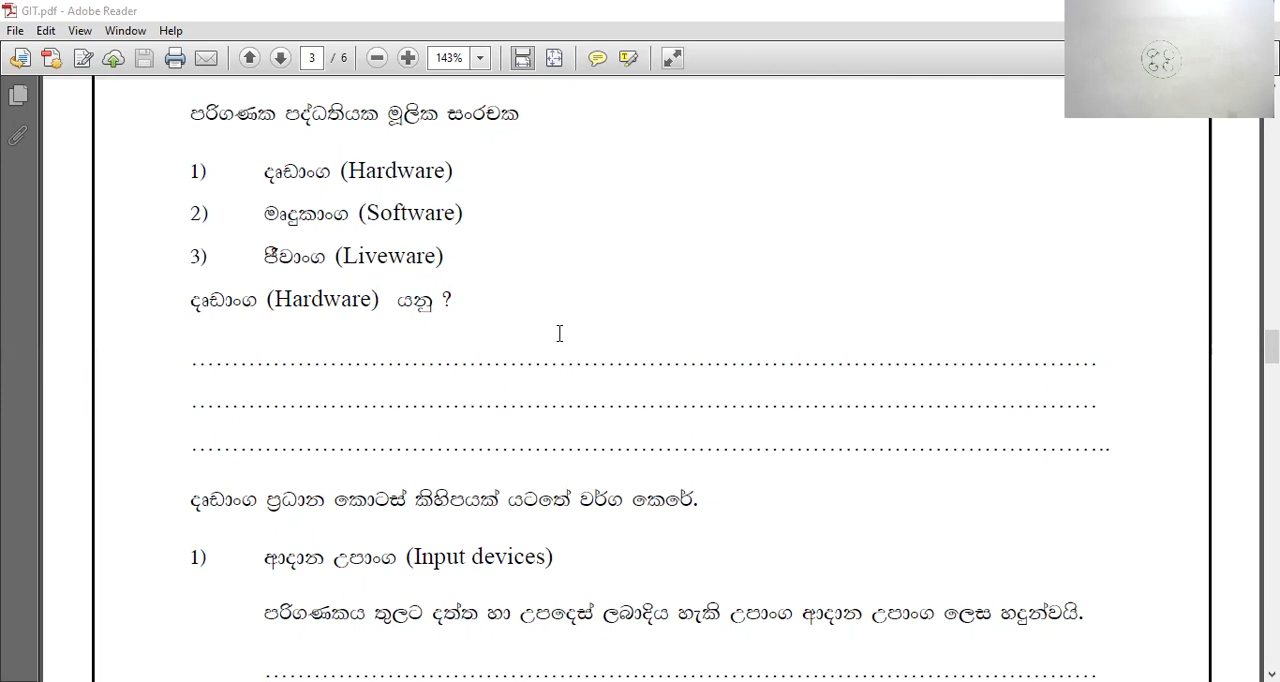 GIT.pdf - Adobe Reader
File Edit View Window Help
3 / 6 143%
පරිගණක පද්ධතියක මූලික සංරචක
1) දෘඩාංග (Hardware)
2) මෘදුකාංග (Software)
3) ජීවාංග (Liveware)
දෘඩාංග (Hardware) යනු ?
........................................................................................................
........................................................................................................
.........................................................................................................
දෘඩාංග ප්‍රධාන කොටස් කිහිපයක් යටතේ වර්ග කෙරේ.
1) ආදාන උපාංග (Input devices)
පරිගණකය තුලට දත්ත හා උපදෙස් ලබාදිය හැකි උපාංග ආදාන උපාංග ලෙස හදුන්වයි.
...............................................................................................